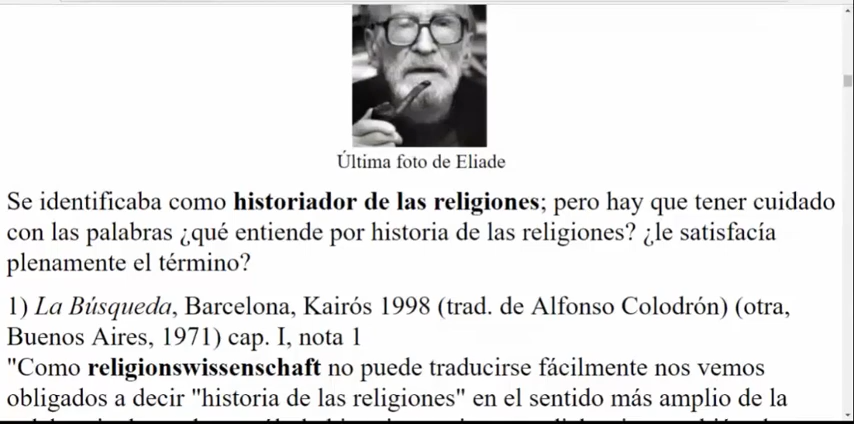 Última foto de Eliade
Se identificaba como historiador de las religiones; pero hay que tener cuidado
con las palabras ¿qué entiende por historia de las religiones? ¿le satisfacía
plenamente el término?
1) La Búsqueda, Barcelona, Kairós 1998 (trad. de Alfonso Colodrón) (otra,
Buenos Aires, 1971) cap. I, nota 1
"Como religionswissenschaft no puede traducirse fácilmente nos vemos
obligados a decir "historia de las religiones" en el sentido más amplio de la